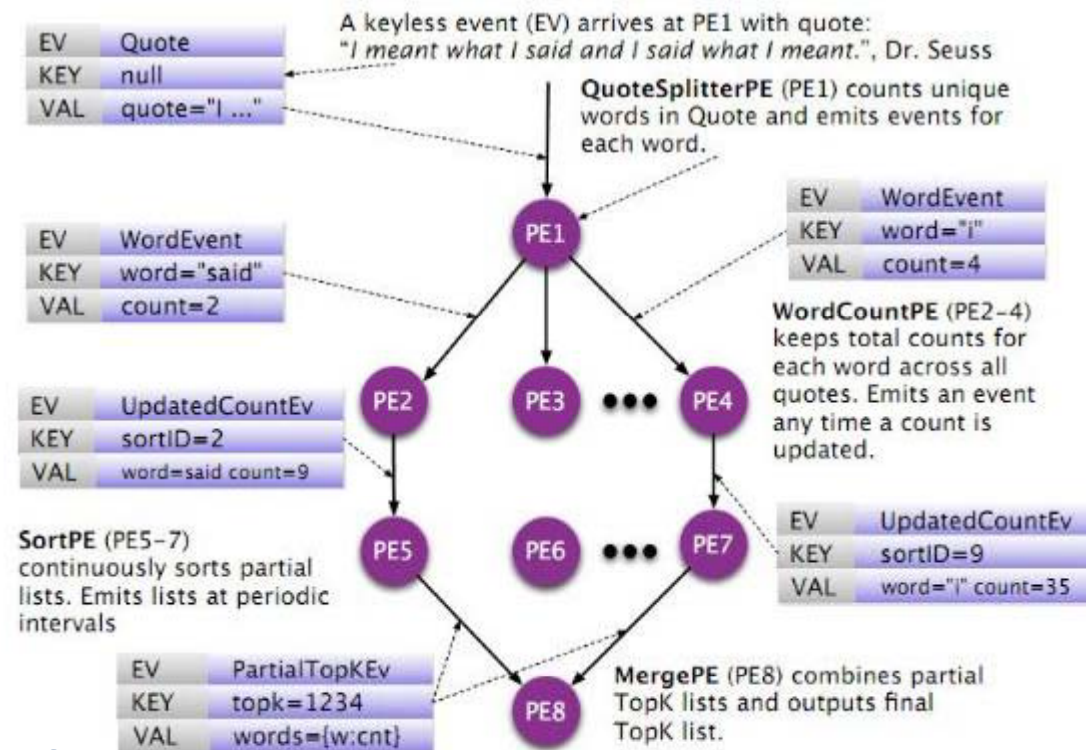 A keyless event (EV) arrives at PE1 with quote:
"I meant what I said and I said what I meant.", Dr. Seuss
EV Quote
KEY null
VAL quote="I ..."
QuoteSplitterPE (PE1) counts unique
words in Quote and emits events for
each word.
PE1
EV WordEvent
KEY word="said"
VAL count=2
EV WordEvent
KEY word="i"
VAL count=4
WordCountPE (PE2-4)
keeps total counts for
each word across all
quotes. Emits an event
any time a count is
updated.
PE2
PE3
PE4
EV UpdatedCountEv
KEY sortID=2
VAL word=said count=9
SortPE (PE5-7)
continuously sorts partial
lists. Emits lists at periodic
intervals
PE5
PE6
PE7
EV UpdatedCountEv
KEY sortID=9
VAL word="i" count=35
EV PartialTopKEv
KEY topk=1234
VAL words={w:cnt}
PE8
MergePE (PE8) combines partial
TopK lists and outputs final
TopK list.